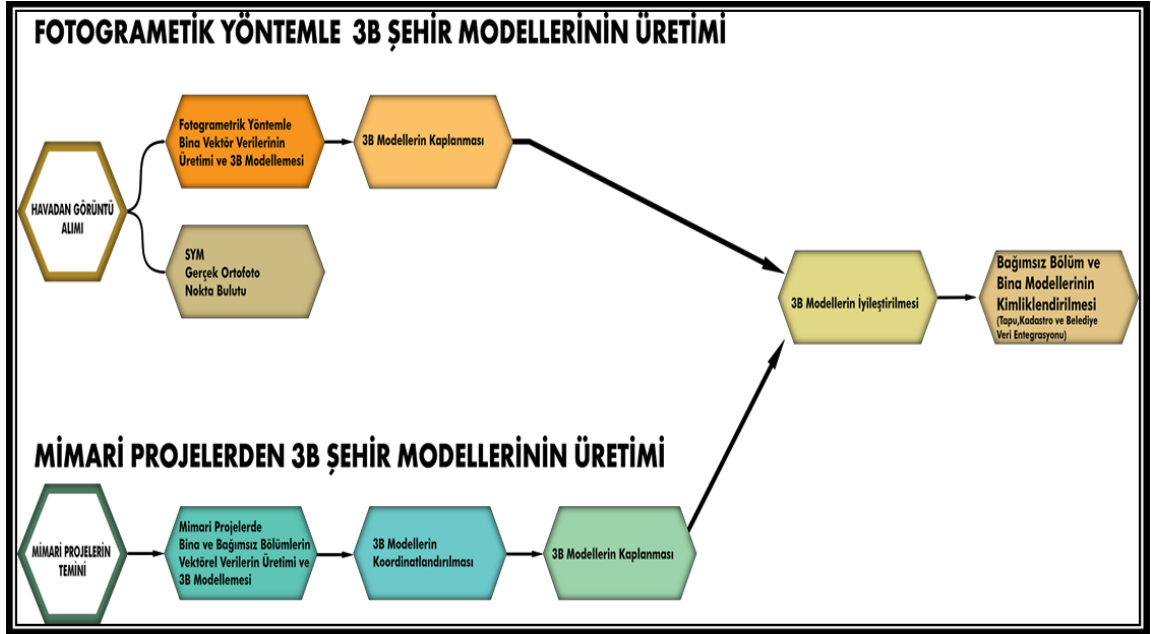 FOTOGRAMETİK YÖNTEMLE 3B ŞEHİR MODELLERİNİN ÜRETİMİ
HAVADAN GÖRÜNTÜ
ALIMI
Fotogrametrik Yöntemle
Bina Vektör Verilerinin
Üretimi ve 3B Modellemesi
3B Modellerin Kaplanması
SYM
Gerçek Ortofoto
Nokta Bulutu
3B Modellerin İyileştirilmesi
Bağımsız Bölüm ve
Bina Modellerinin
Kimliklendirilmesi
(Tapu,Kadastro ve Belediye
Veri Entegrasyonu)
MİMARİ PROJELERDEN 3B ŞEHİR MODELLERİNİN ÜRETİMİ
MİMARİ PROJELERİN
TEMİNİ
Mimari Projelerde
Bina ve Bağımsız Bölümlerin
Vektörel Verilerin Üretimi ve
3B Modellemesi
3B Modellerin
Koordinatlandırılması
3B Modellerin Kaplanması